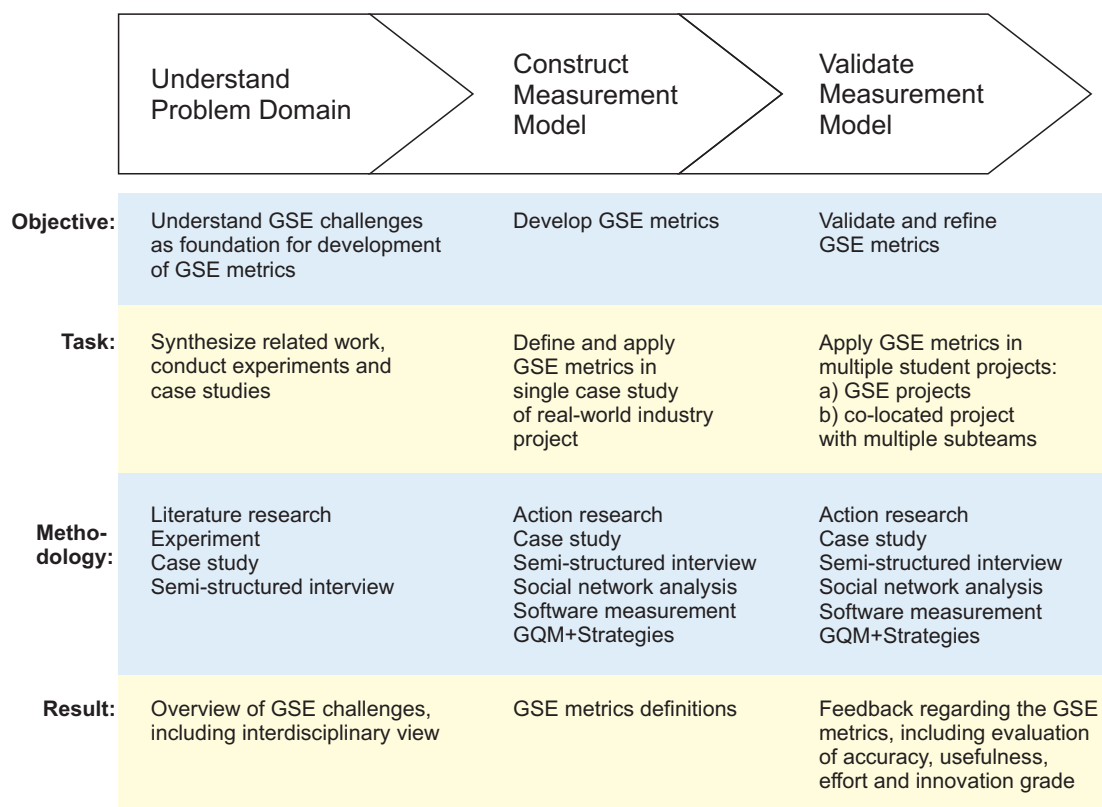 Understand
Problem Domain
Construct
Measurement
Model
Validate
Measurement
Model
Objective:
Understand GSE challenges
as foundation for development
of GSE metrics
Develop GSE metrics
Validate and refine
GSE metrics
Task:
Synthesize related work,
conduct experiments and
case studies
Define and apply
GSE metrics in
single case study
of real-world industry
project
Apply GSE metrics in
multiple student projects:
a) GSE projects
b) co-located project
with multiple subteams
Metho-
dology:
Literature research
Experiment
Case study
Semi-structured interview
Action research
Case study
Semi-structured interview
Social network analysis
Software measurement
GQM+Strategies
Action research
Case study
Semi-structured interview
Social network analysis
Software measurement
GQM+Strategies
Result:
Overview of GSE challenges,
including interdisciplinary view
GSE metrics definitions
Feedback regarding the GSE
metrics, including evaluation
of accuracy, usefulness,
effort and innovation grade